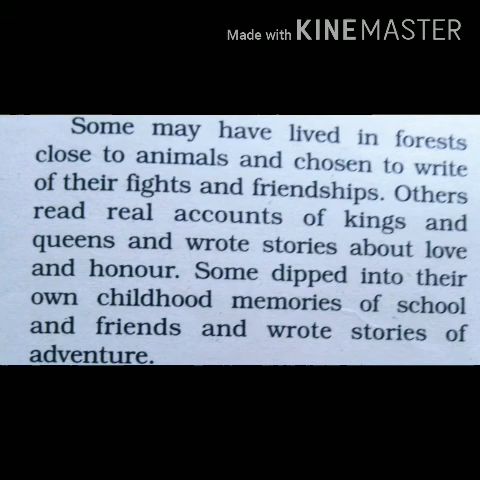 Made with KINEMASTER
Some may have lived in forests
close to animals and chosen to write
of their fights and friendships. Others
read real accounts of kings and
queens and wrote stories about love
and honour. Some dipped into their
own childhood memories of school
and friends and wrote stories of
adventure.